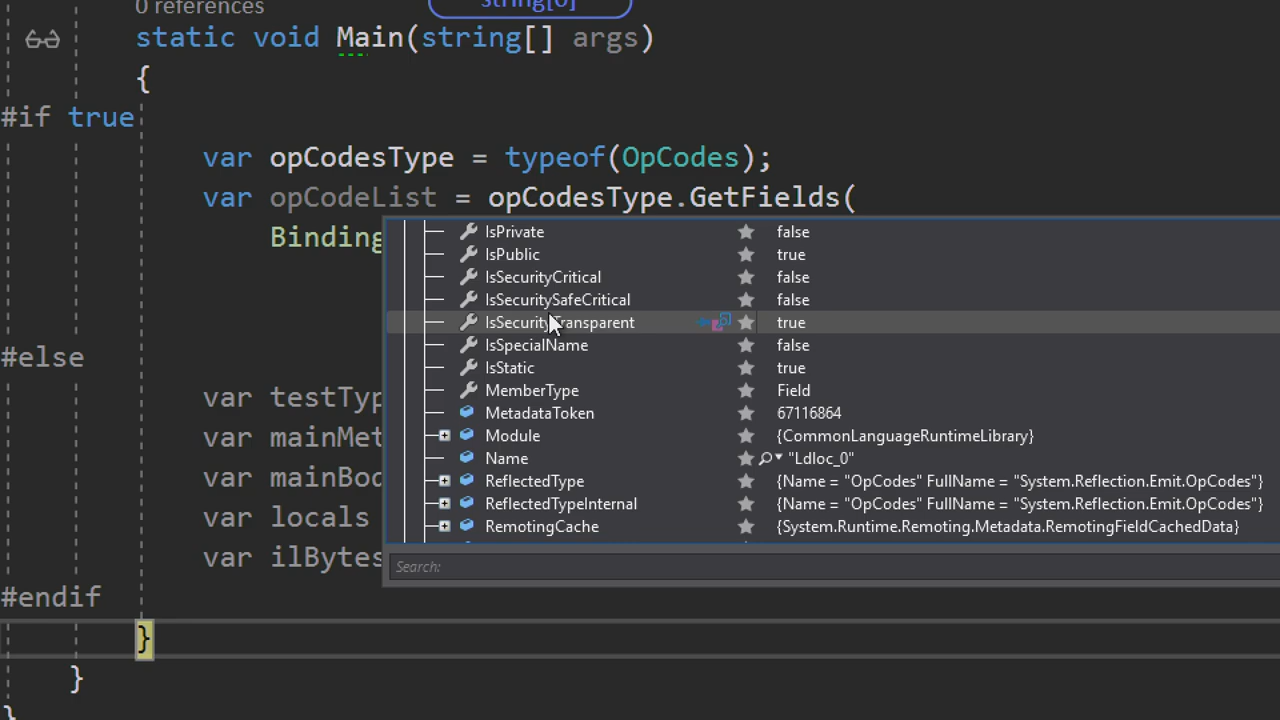 0 references
string[0]
static void Main(string[] args)
{
#if true
var opCodesType = typeof(OpCodes);
var opCodeList = opCodesType.GetFields(
Binding
IsPrivate false
IsPublic true
IsSecurityCritical false
IsSecuritySafeCritical false
IsSecurityTransparent true
IsSpecialName false
IsStatic true
MemberType Field
MetadataToken 67116864
Module {CommonLanguageRuntimeLibrary}
Name "Ldloc_0"
ReflectedType {Name = "OpCodes" FullName = "System.Reflection.Emit.OpCodes"}
ReflectedTypeInternal {Name = "OpCodes" FullName = "System.Reflection.Emit.OpCodes"}
RemotingCache {System.Runtime.Remoting.Metadata.RemotingFieldCachedData}
Search:
#else
var testTyp
var mainMet
var mainBod
var locals
var ilBytes
#endif
}
}
}